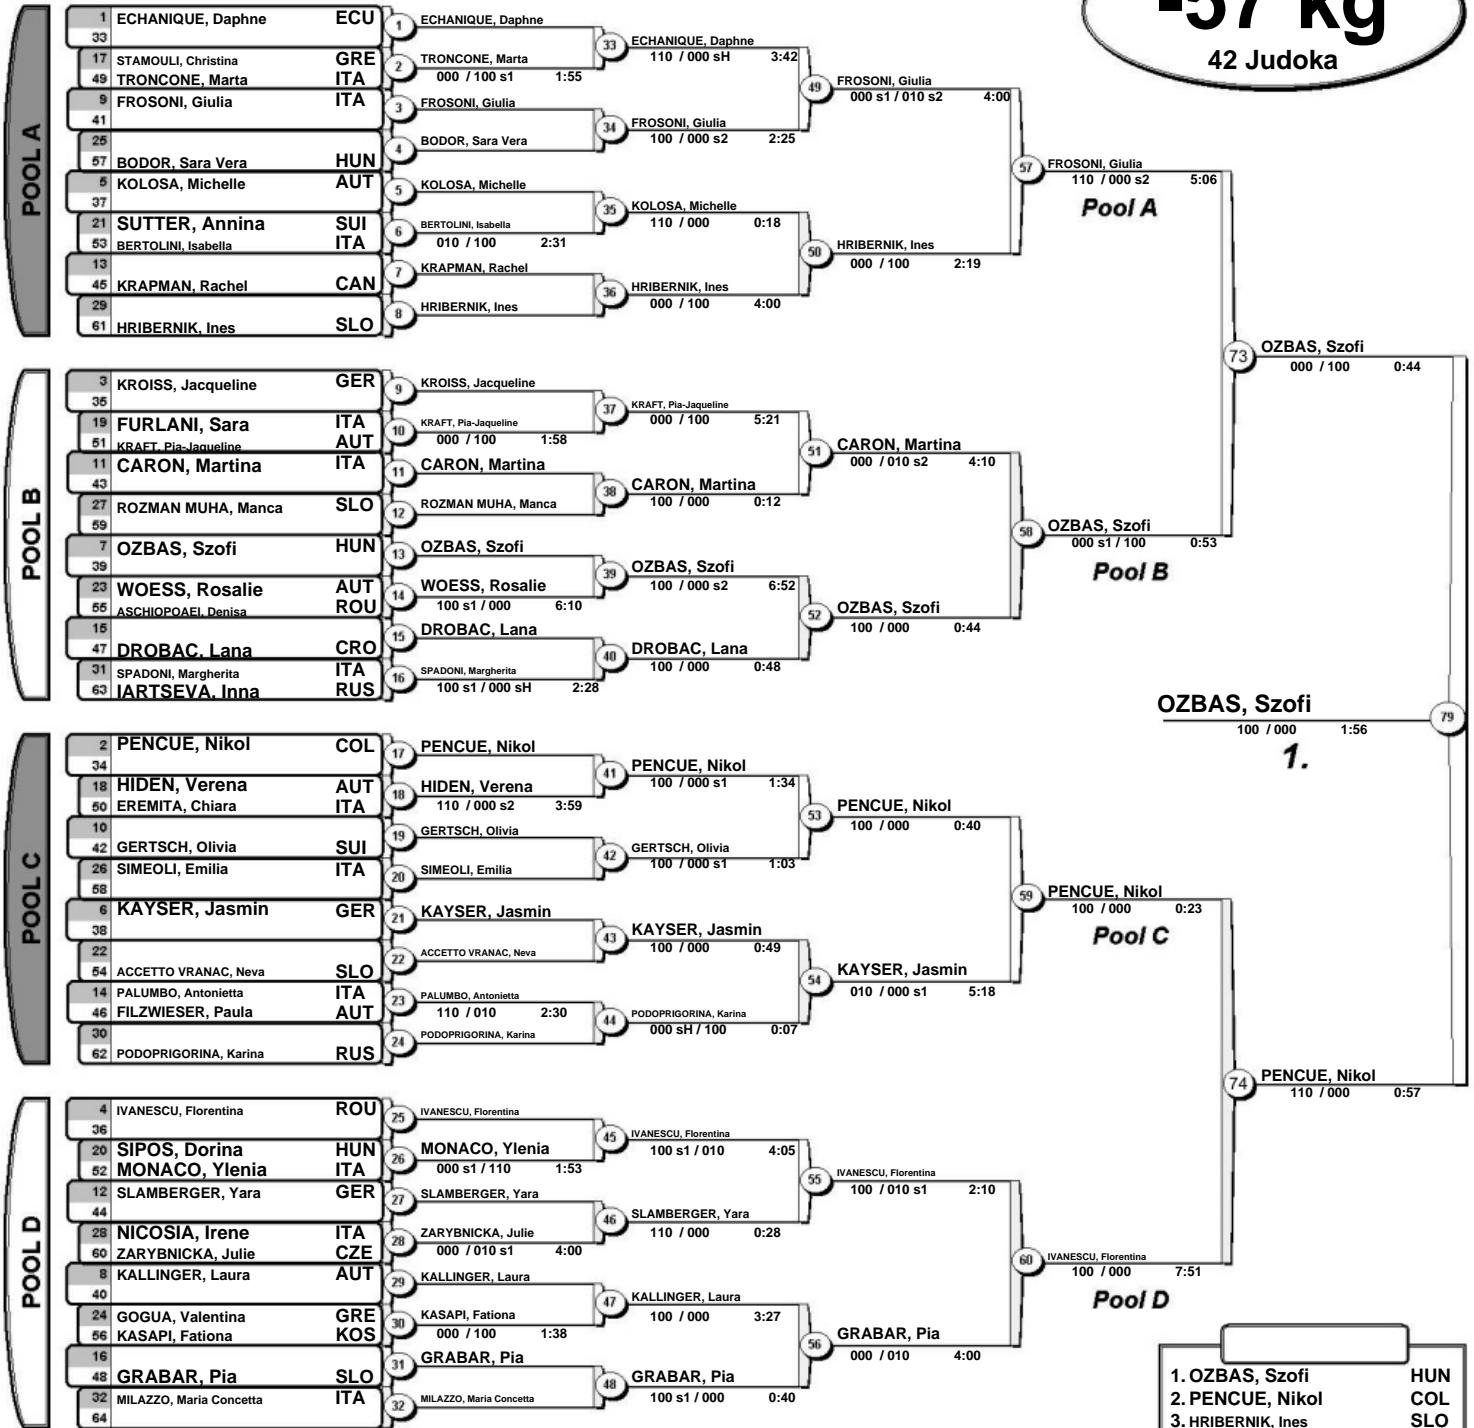 -57 kg
42 Judoka
POOL A
1 ECHANIQUE, Daphne ECU
33
17 STAMOULI, Christina GRE
49 TRONCONE, Marta ITA
9 FROSONI, Giulia ITA
41
25
57 BODOR, Sara Vera HUN
5 KOLOSA, Michelle AUT
37
21 SUTTER, Annina SUI
53 BERTOLINI, Isabella ITA
13
45 KRAPMAN, Rachel CAN
29
61 HRIBERNIK, Ines SLO
1 ECHANIQUE, Daphne
2 TRONCONE, Marta
000 / 100 s1 1:55
3 FROSONI, Giulia
4 BODOR, Sara Vera
5 KOLOSA, Michelle
6 BERTOLINI, Isabella
010 / 100 2:31
7 KRAPMAN, Rachel
8 HRIBERNIK, Ines
33 ECHANIQUE, Daphne
110 / 000 sH 3:42
34 FROSONI, Giulia
100 / 000 s2 2:25
35 KOLOSA, Michelle
110 / 000 0:18
36 HRIBERNIK, Ines
000 / 100 4:00
49 FROSONI, Giulia
000 s1 / 010 s2 4:00
50 HRIBERNIK, Ines
000 / 100 2:19
57 FROSONI, Giulia
110 / 000 s2 5:06
Pool A
POOL B
3 KROISS, Jacqueline GER
35
19 FURLANI, Sara ITA
51 KRAFT, Pia-Jaqueline AUT
11 CARON, Martina ITA
43
27 ROZMAN MUHA, Manca SLO
59
7 OZBAS, Szofi HUN
39
23 WOESS, Rosalie AUT
55 ASCHIOPOAEI, Denisa ROU
15
47 DROBAC, Lana CRO
31 SPADONI, Margherita ITA
63 IARTSEVA, Inna RUS
9 KROISS, Jacqueline
10 KRAFT, Pia-Jaqueline
000 / 100 1:58
11 CARON, Martina
12 ROZMAN MUHA, Manca
13 OZBAS, Szofi
14 WOESS, Rosalie
100 s1 / 000 6:10
15 DROBAC, Lana
16 SPADONI, Margherita
100 s1 / 000 sH 2:28
37 KRAFT, Pia-Jaqueline
000 / 100 5:21
38 CARON, Martina
100 / 000 0:12
39 OZBAS, Szofi
100 / 000 s2 6:52
40 DROBAC, Lana
100 / 000 0:48
51 CARON, Martina
000 / 010 s2 4:10
52 OZBAS, Szofi
100 / 000 0:44
58 OZBAS, Szofi
000 s1 / 100 0:53
Pool B
73 OZBAS, Szofi
000 / 100 0:44
OZBAS, Szofi 79
100 / 000 1:56
1.
POOL C
2 PENCUE, Nikol COL
34
18 HIDEN, Verena AUT
50 EREMITA, Chiara ITA
10
42 GERTSCH, Olivia SUI
26 SIMEOLI, Emilia ITA
58
6 KAYSER, Jasmin GER
38
22
54 ACCETTO VRANAC, Neva SLO
14 PALUMBO, Antonietta ITA
46 FILZWIESER, Paula AUT
30
62 PODOPRIGORINA, Karina RUS
17 PENCUE, Nikol
18 HIDEN, Verena
110 / 000 s2 3:59
19 GERTSCH, Olivia
20 SIMEOLI, Emilia
21 KAYSER, Jasmin
22 ACCETTO VRANAC, Neva
23 PALUMBO, Antonietta
110 / 010 2:30
24 PODOPRIGORINA, Karina
41 PENCUE, Nikol
100 / 000 s1 1:34
42 GERTSCH, Olivia
100 / 000 s1 1:03
43 KAYSER, Jasmin
100 / 000 0:49
44 PODOPRIGORINA, Karina
000 sH / 100 0:07
53 PENCUE, Nikol
100 / 000 0:40
54 KAYSER, Jasmin
010 / 000 s1 5:18
59 PENCUE, Nikol
100 / 000 0:23
Pool C
74 PENCUE, Nikol
110 / 000 0:57
POOL D
4 IVANESCU, Florentina ROU
36
20 SIPOS, Dorina HUN
52 MONACO, Ylenia ITA
12 SLAMBERGER, Yara GER
44
28 NICOSIA, Irene ITA
60 ZARYBNICKA, Julie CZE
8 KALLINGER, Laura AUT
40
24 GOGUA, Valentina GRE
56 KASAPI, Fationa KOS
16
48 GRABAR, Pia SLO
32 MILAZZO, Maria Concetta ITA
64
25 IVANESCU, Florentina
26 MONACO, Ylenia
000 s1 / 110 1:53
27 SLAMBERGER, Yara
28 ZARYBNICKA, Julie
000 / 010 s1 4:00
29 KALLINGER, Laura
30 KASAPI, Fationa
000 / 100 1:38
31 GRABAR, Pia
32 MILAZZO, Maria Concetta
45 IVANESCU, Florentina
100 s1 / 010 4:05
46 SLAMBERGER, Yara
110 / 000 0:28
47 KALLINGER, Laura
100 / 000 3:27
48 GRABAR, Pia
100 s1 / 000 0:40
55 IVANESCU, Florentina
100 / 010 s1 2:10
56 GRABAR, Pia
000 / 010 4:00
60 IVANESCU, Florentina
100 / 000 7:51
Pool D
1. OZBAS, Szofi HUN
2. PENCUE, Nikol COL
3. HRIBERNIK, Ines SLO